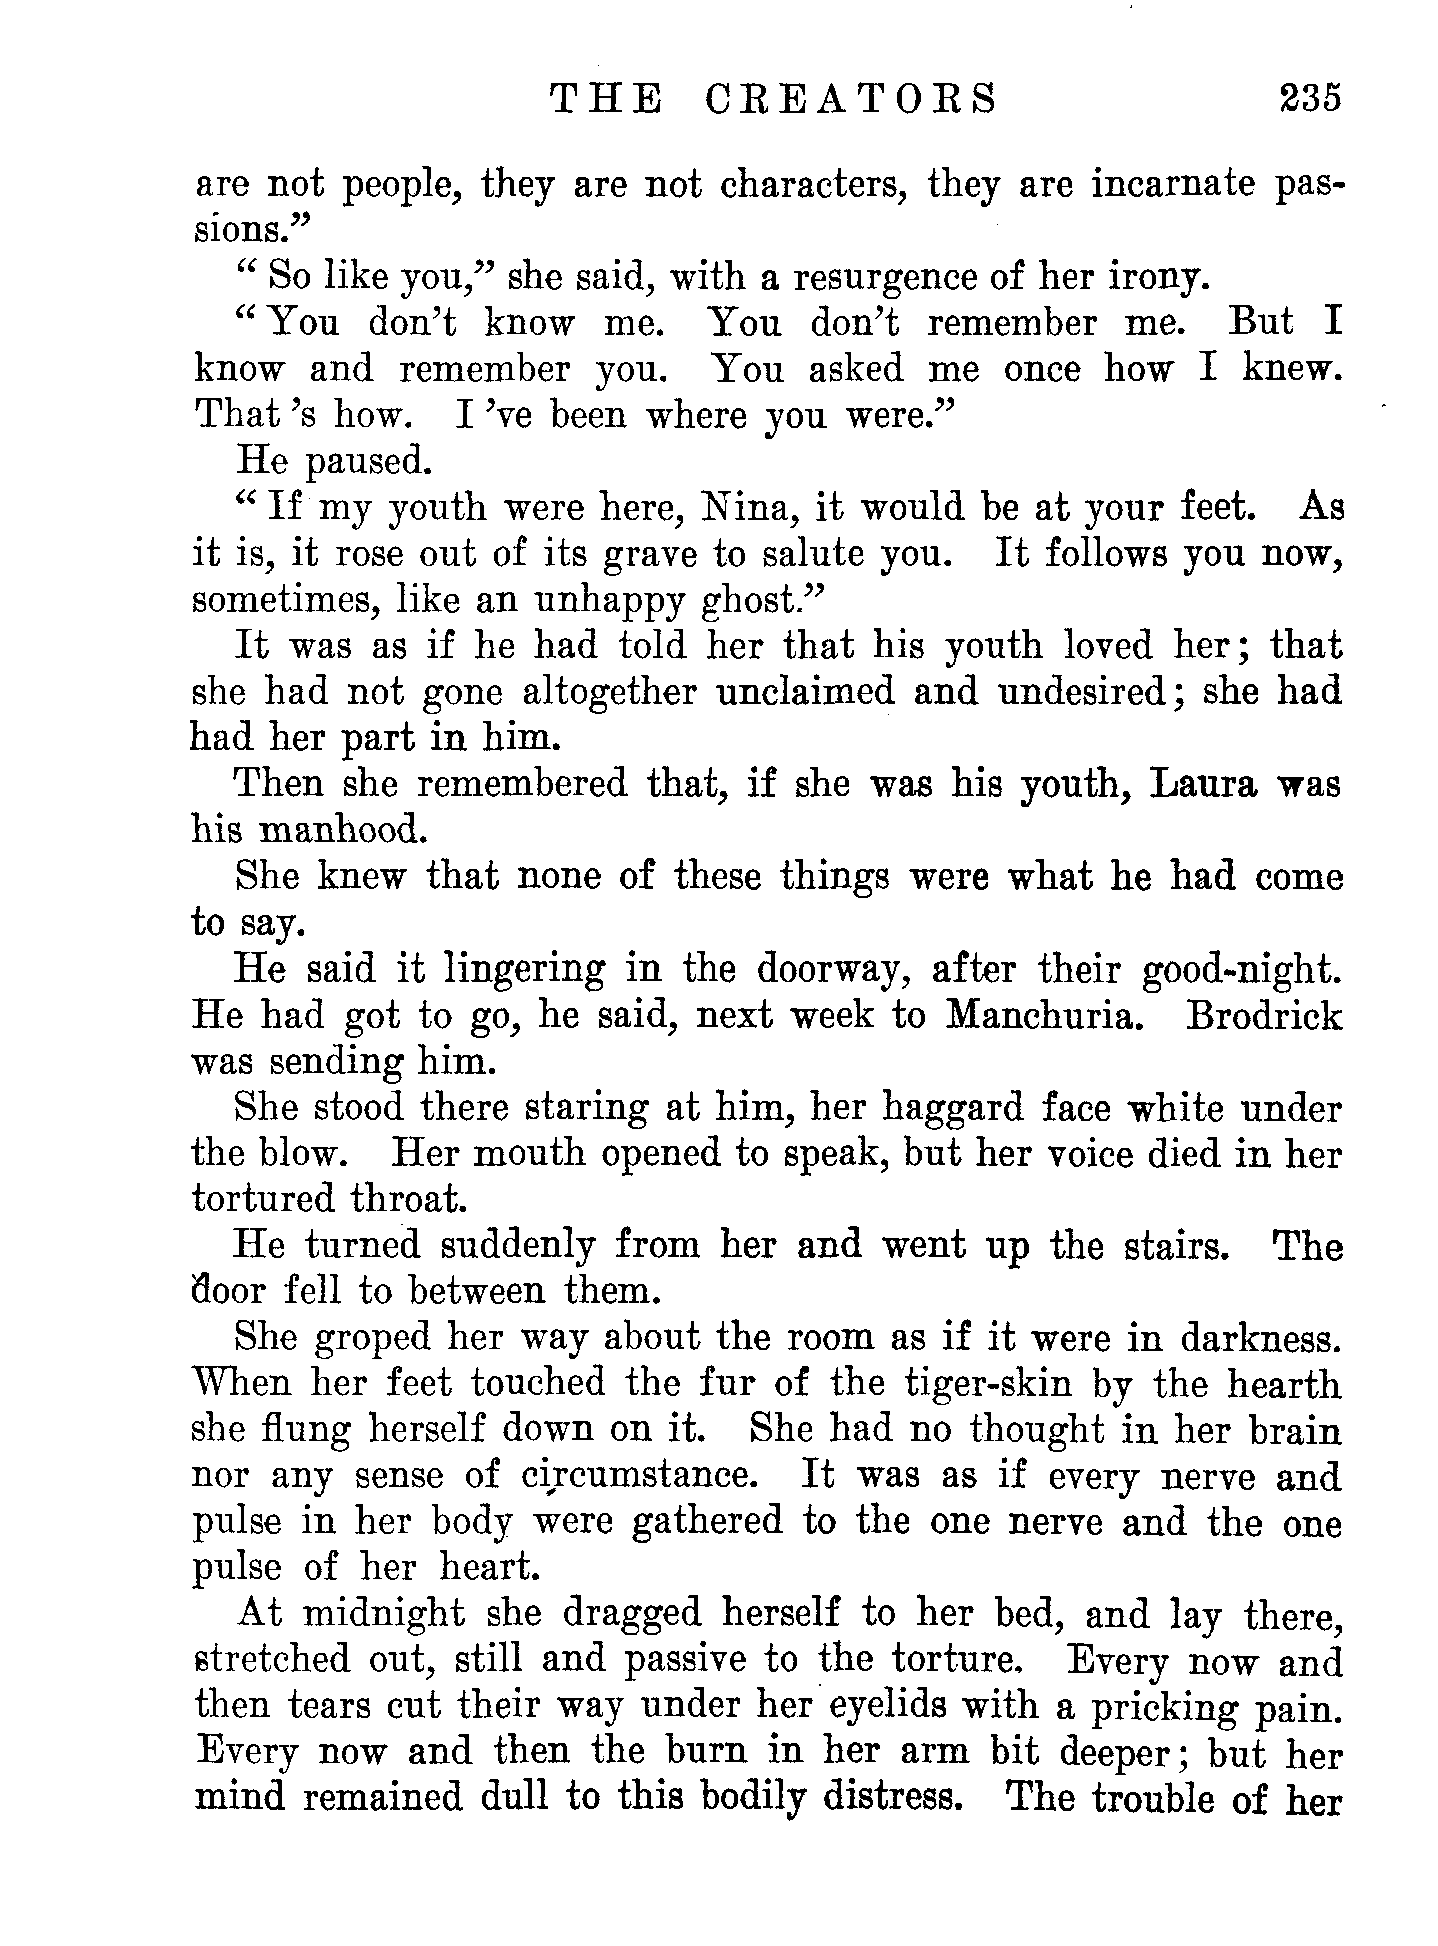 THE CREATORS 235
are not people, they are not characters, they are incarnate pas-
sions.”
“ So like you,” she said, with a resurgence of her irony.
“ You don’t know me. You don’t remember me. But I
know and remember you. You asked me once how I knew.
That ’s how. I ’ve been where you were.”
He paused.
“ If my youth were here, Nina, it would be at your feet. As
it is, it rose out of its grave to salute you. It follows you now,
sometimes, like an unhappy ghost.”
It was as if he had told her that his youth loved her; that
she had not gone altogether unclaimed and undesired; she had
had her part in him.
Then she remembered that, if she was his youth, Laura was
his manhood.
She knew that none of these things were what he had come
to say.
He said it lingering in the doorway, after their good-night.
He had got to go, he said, next week to Manchuria. Brodrick
was sending him.
She stood there staring at him, her haggard face white under
the blow. Her mouth opened to speak, but her voice died in her
tortured throat.
He turned suddenly from her and went up the stairs. The
door fell to between them.
She groped her way about the room as if it were in darkness.
When her feet touched the fur of the tiger-skin by the hearth
she flung herself down on it. She had no thought in her brain
nor any sense of circumstance. It was as if every nerve and
pulse in her body were gathered to the one nerve and the one
pulse of her heart.
At midnight she dragged herself to her bed, and lay there,
stretched out, still and passive to the torture. Every now and
then tears cut their way under her eyelids with a pricking pain.
Every now and then the burn in her arm bit deeper; but her
mind remained dull to this bodily distress. The trouble of her